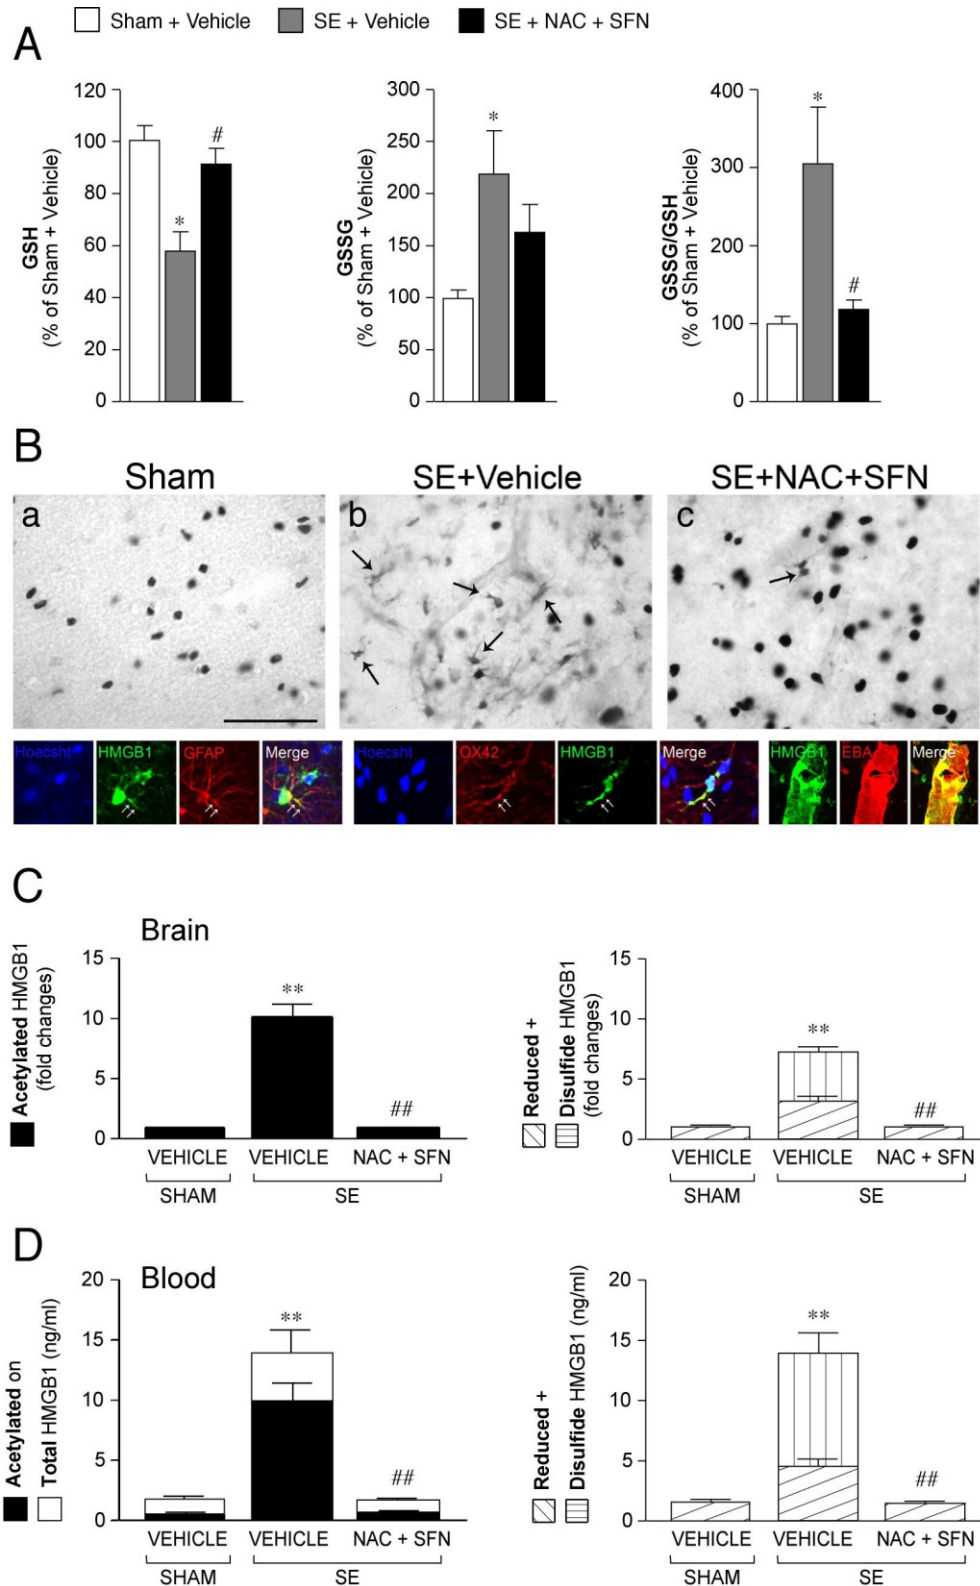 Sham + Vehicle SE + Vehicle SE + NAC + SFN
A
GSH
(% of Sham + Vehicle)
120
100
80
60
40
20
0
*
#
GSSG
(% of Sham + Vehicle)
300
250
200
150
100
50
0
*
GSSG/GSH
(% of Sham + Vehicle)
400
300
200
100
0
*
#
B
Sham SE+Vehicle SE+NAC+SFN
a b c
Hoecsht HMGB1 GFAP Merge Hoecsht OX42 HMGB1 Merge HMGB1 EBA Merge
C
Brain
Acetylated HMGB1
(fold changes)
15
10
5
0
**
##
VEHICLE VEHICLE NAC + SFN
SHAM SE
Reduced +
Disulfide HMGB1
(fold changes)
15
10
5
0
**
##
VEHICLE VEHICLE NAC + SFN
SHAM SE
D
Blood
Acetylated on
Total HMGB1 (ng/ml)
20
15
10
5
0
**
##
VEHICLE VEHICLE NAC + SFN
SHAM SE
Reduced +
Disulfide HMGB1 (ng/ml)
20
15
10
5
0
**
##
VEHICLE VEHICLE NAC + SFN
SHAM SE